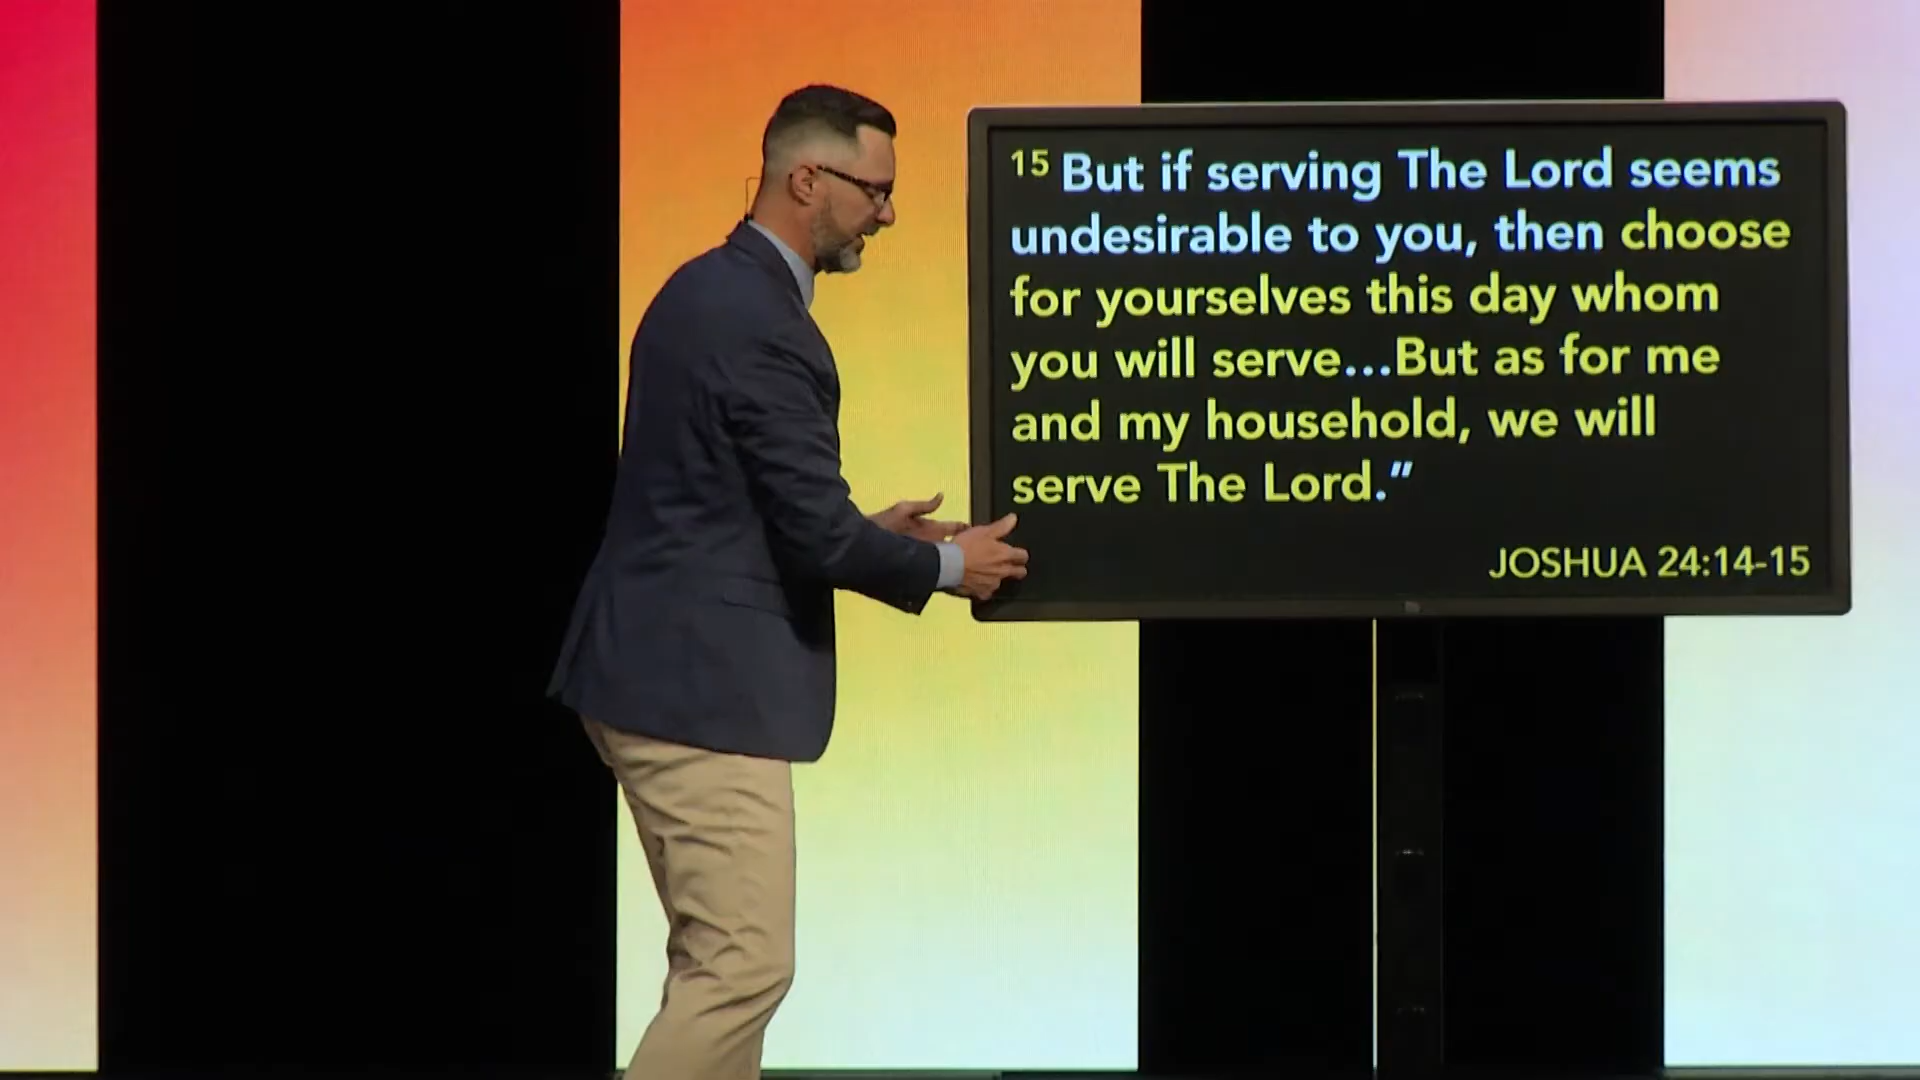 15 But if serving The Lord seems
undesirable to you, then choose
for yourselves this day whom
you will serve...But as for me
and my household, we will
serve The Lord.”
JOSHUA 24:14-15